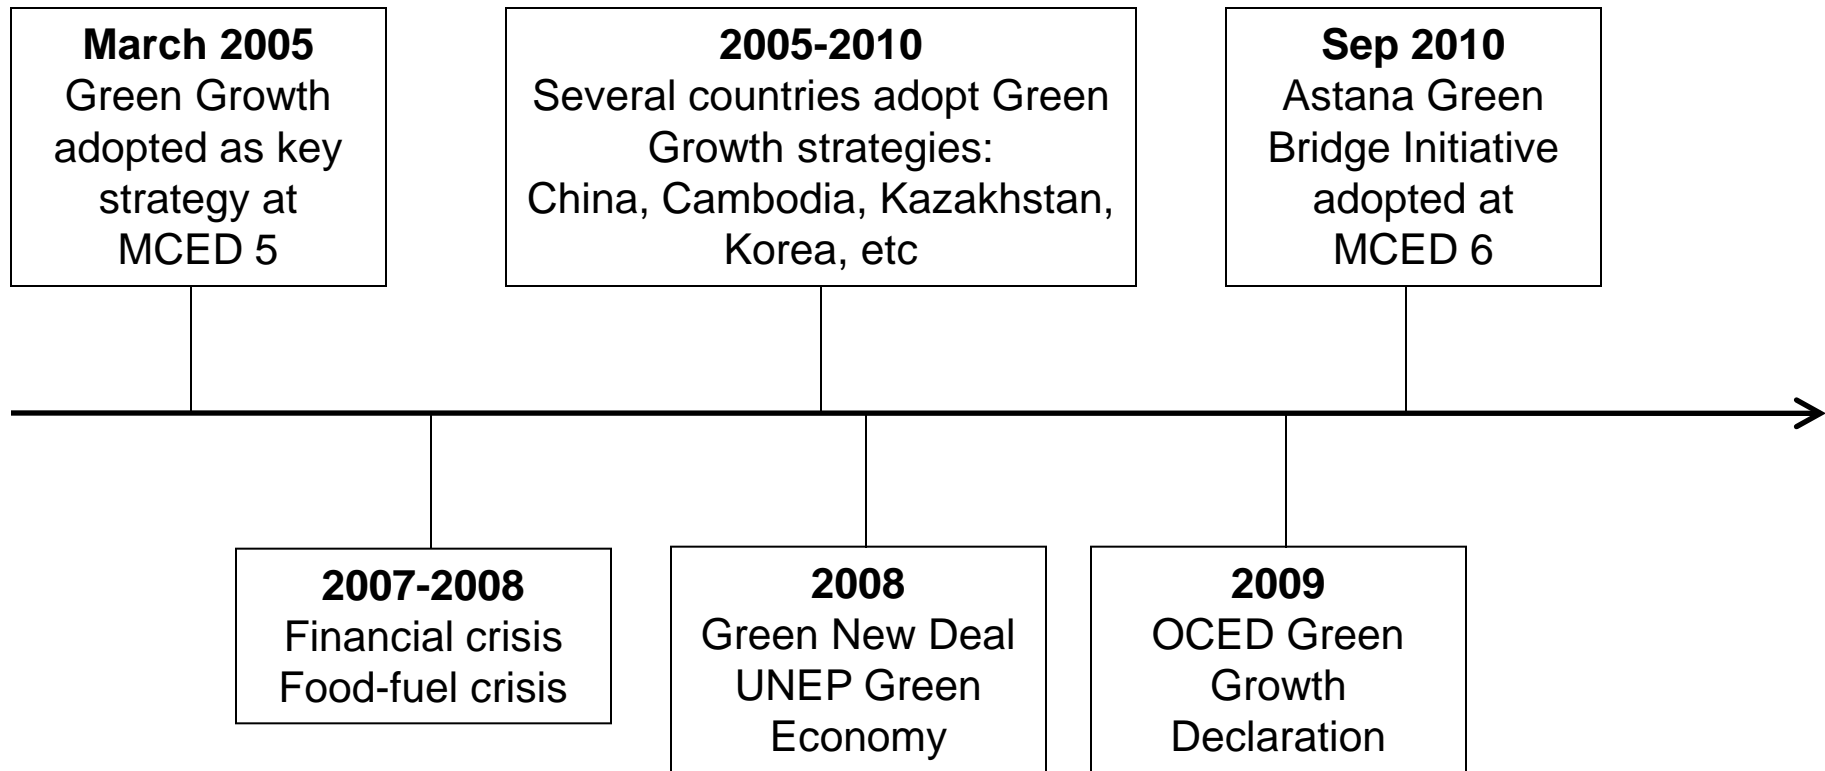 March 2005
Green Growth
adopted as key
strategy at
MCED 5
2005-2010
Several countries adopt Green
Growth strategies:
China, Cambodia, Kazakhstan,
Korea, etc
Sep 2010
Astana Green
Bridge Initiative
adopted at
MCED 6
2007-2008
Financial crisis
Food-fuel crisis
2008
Green New Deal
UNEP Green
Economy
2009
OCED Green
Growth
Declaration